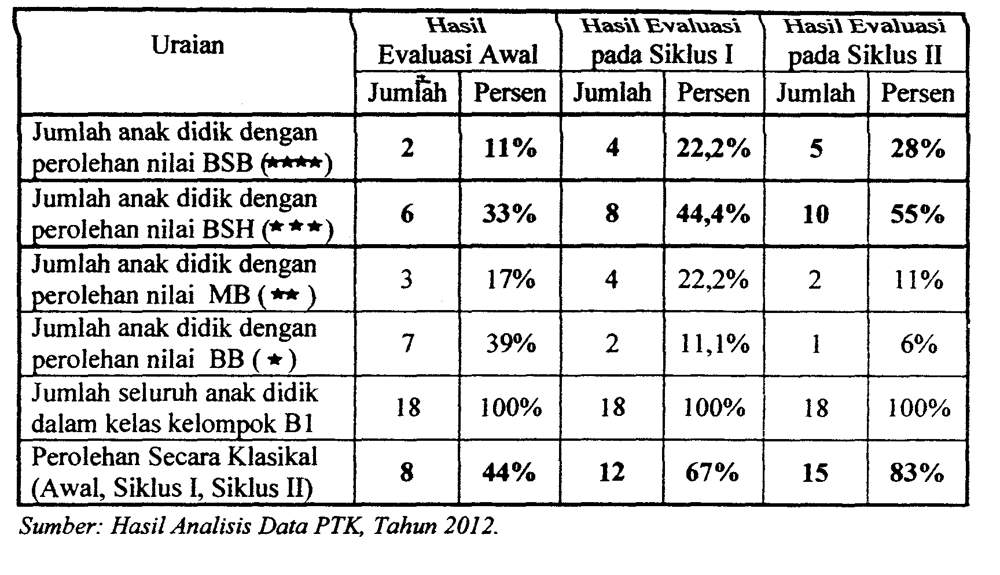 Uraian
Hasil
Evaluasi Awal
Hasil Evaluasi
pada Siklus I
Hasil Evaluasi
pada Siklus II
Jumlah Persen Jumlah Persen Jumlah Persen
Jumlah anak didik dengan
perolehan nilai BSB (★★★★)
2 11% 4 22,2% 5 28%
Jumlah anak didik dengan
perolehan nilai BSH (★★★)
6 33% 8 44,4% 10 55%
Jumlah anak didik dengan
perolehan nilai MB (★★)
3 17% 4 22,2% 2 11%
Jumlah anak didik dengan
perolehan nilai BB (★)
7 39% 2 11,1% 1 6%
Jumlah seluruh anak didik
dalam kelas kelompok B1
18 100% 18 100% 18 100%
Perolehan Secara Klasikal
(Awal, Siklus I, Siklus II)
8 44% 12 67% 15 83%
Sumber: Hasil Analisis Data PTK, Tahun 2012.